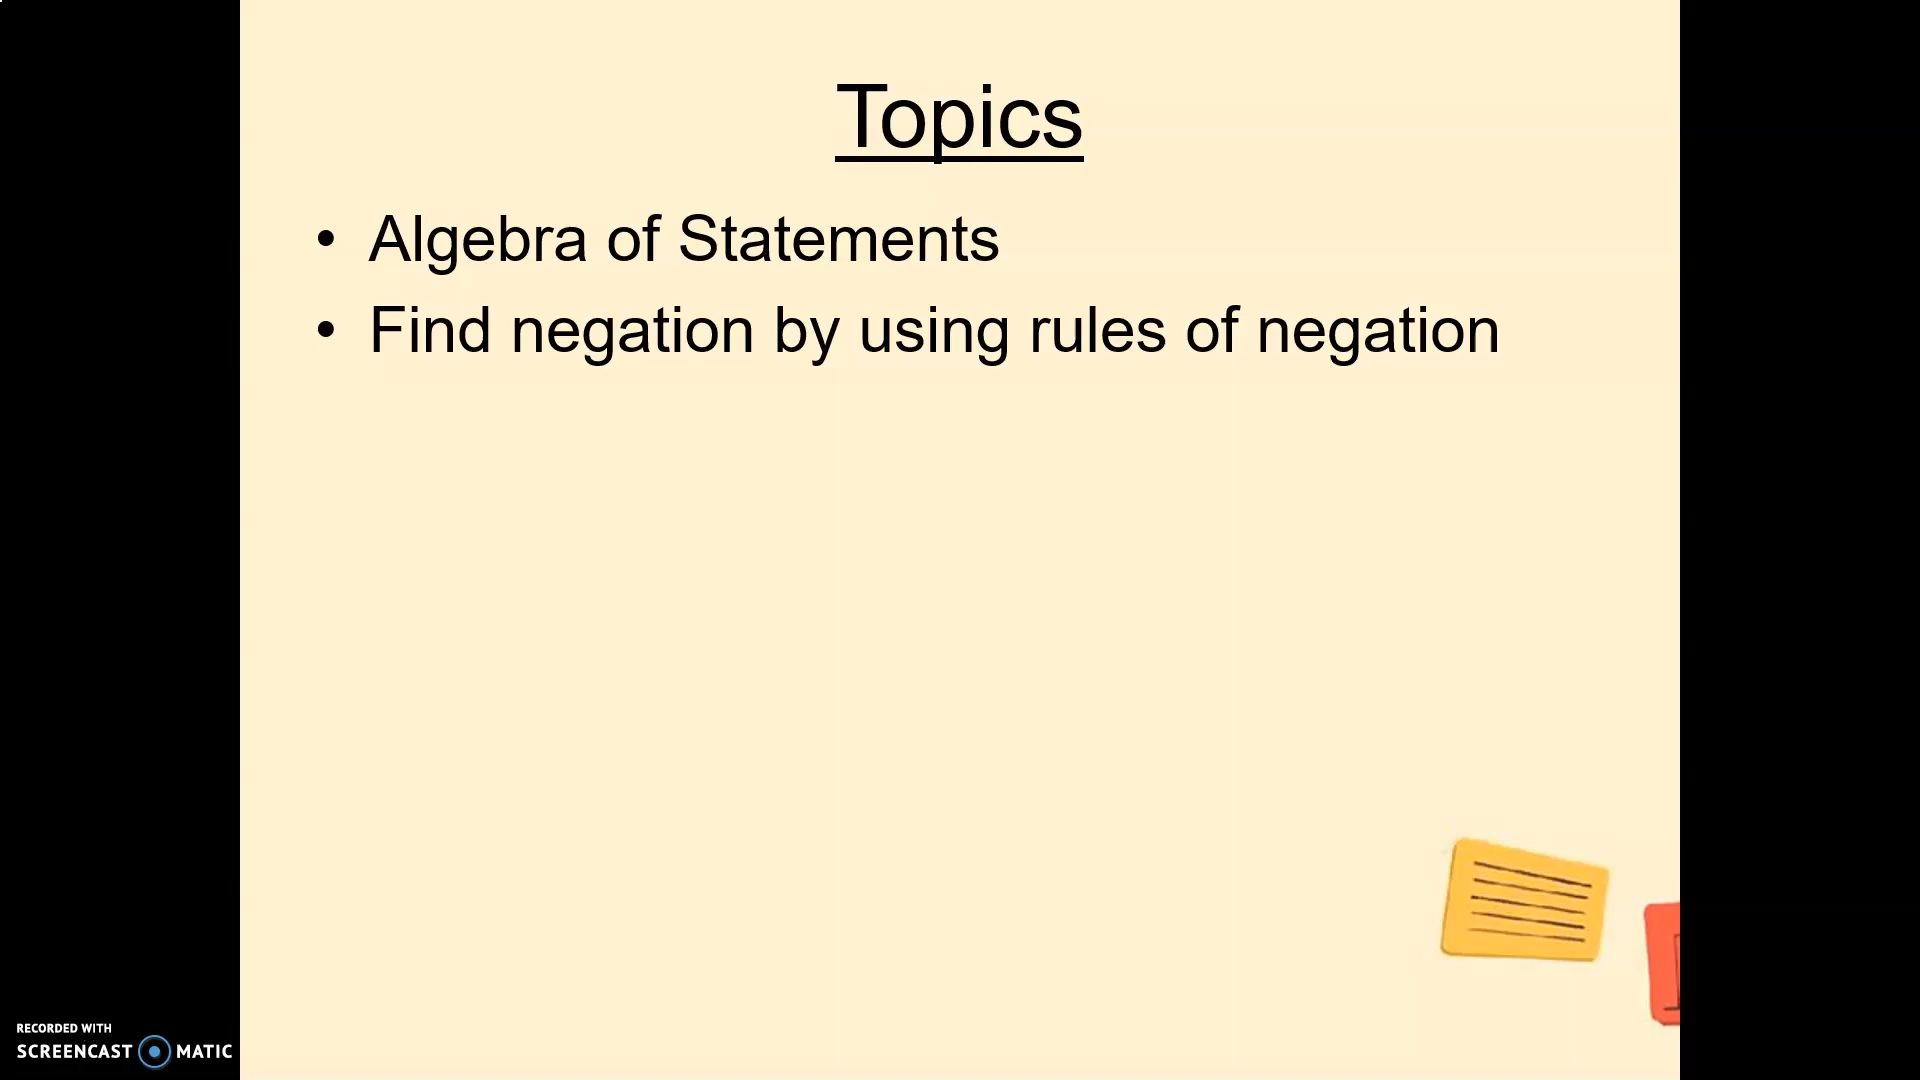 Topics
• Algebra of Statements
• Find negation by using rules of negation
RECORDED WITH
SCREENCAST MATIC